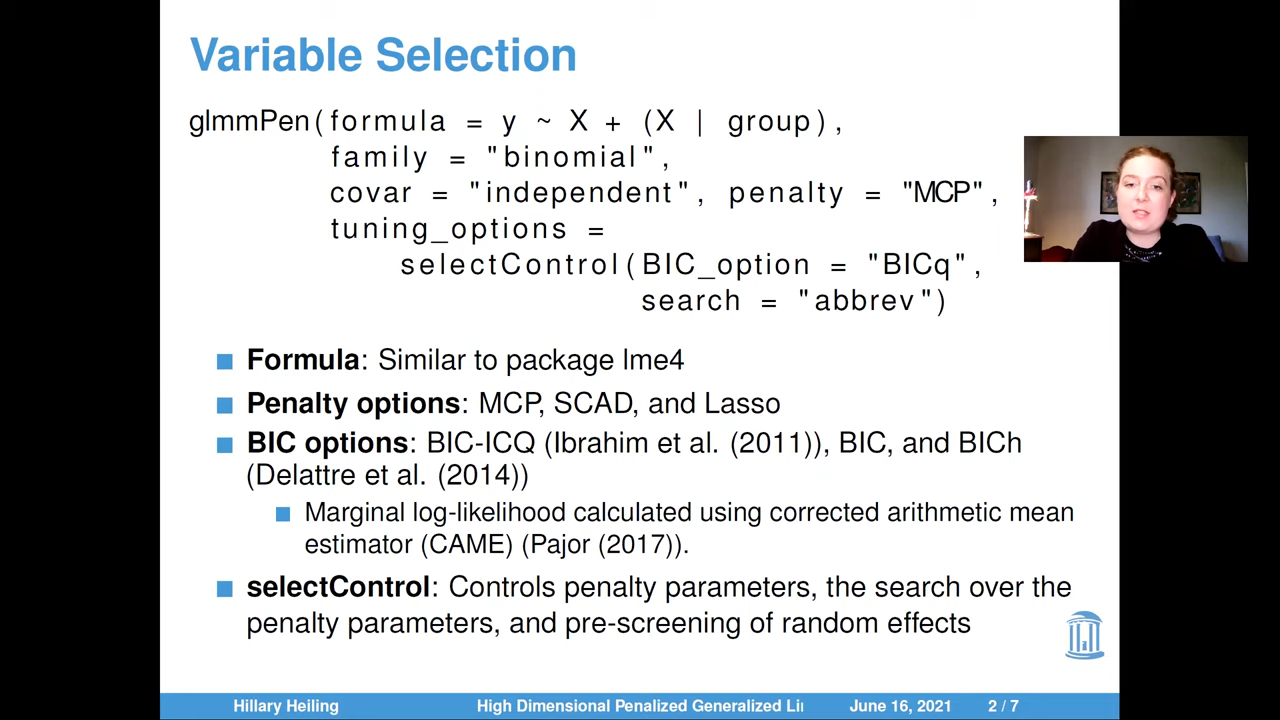 Variable Selection
glmmPen(formula = y ~ X + (X | group),
family = "binomial",
covar = "independent", penalty = "MCP",
tuning_options =
selectControl(BIC_option = "BICq",
search = "abbrev")
Formula: Similar to package lme4
Penalty options: MCP, SCAD, and Lasso
BIC options: BIC-ICQ (Ibrahim et al. (2011)), BIC, and BICh
(Delattre et al. (2014))
Marginal log-likelihood calculated using corrected arithmetic mean
estimator (CAME) (Pajor (2017)).
selectControl: Controls penalty parameters, the search over the
penalty parameters, and pre-screening of random effects
Hillary Heiling High Dimensional Penalized Generalized Lin June 16, 2021 2 / 7